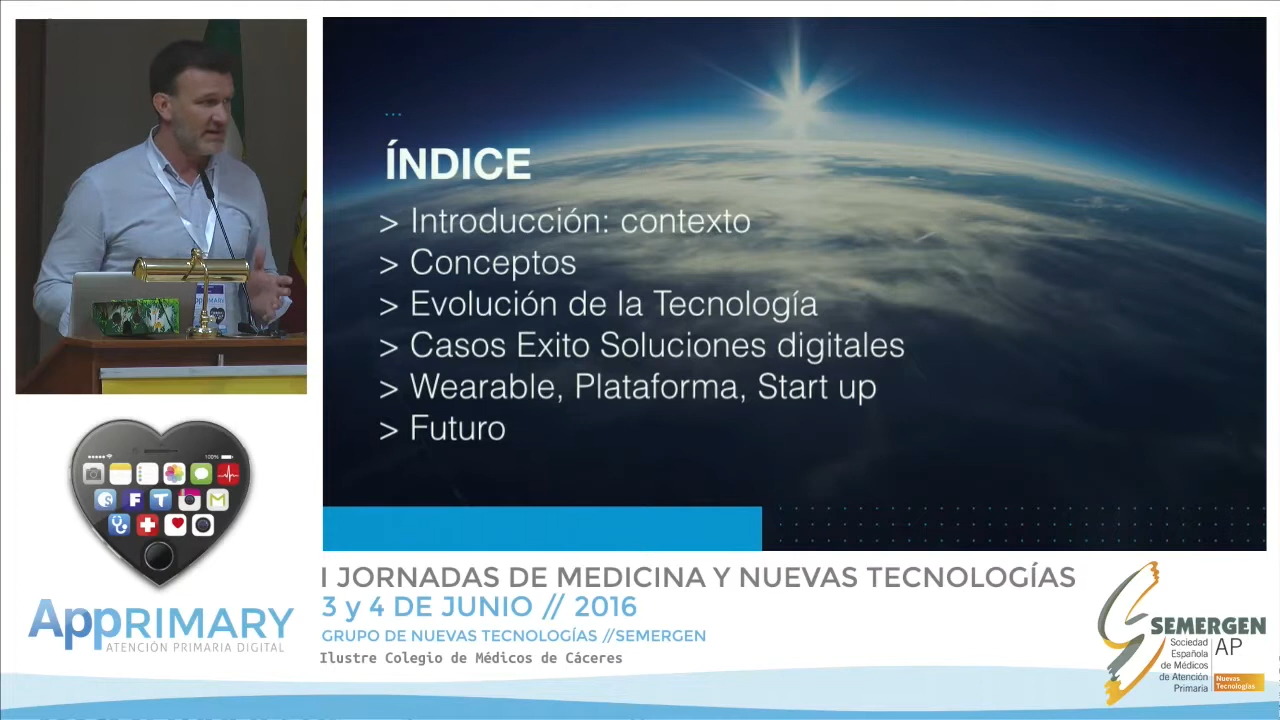 ...
ÍNDICE
> Introducción: contexto
> Conceptos
> Evolución de la Tecnología
> Casos Exito Soluciones digitales
> Wearable, Plataforma, Start up
> Futuro
100%
F T M
AppRIMARY
ATENCIÓN PRIMARIA DIGITAL
I JORNADAS DE MEDICINA Y NUEVAS TECNOLOGÍAS
3 y 4 DE JUNIO // 2016
GRUPO DE NUEVAS TECNOLOGÍAS //SEMERGEN
Ilustre Colegio de Médicos de Cáceres
SEMERGEN
Sociedad
Española
de Médicos
de Atención
Primaria
AP
Nuevas
Tecnologías